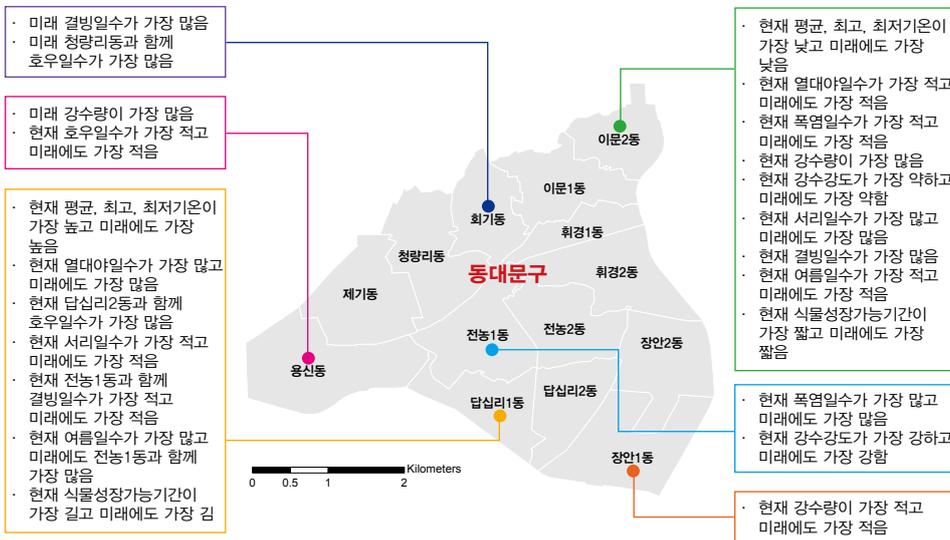 · 미래 결빙일수가 가장 많음
· 미래 청량리동과 함께
호우일수가 가장 많음
· 미래 강수량이 가장 많음
· 현재 호우일수가 가장 적고
미래에도 가장 적음
· 현재 평균, 최고, 최저기온이
가장 높고 미래에도 가장
높음
· 현재 열대야일수가 가장 많고
미래에도 가장 많음
· 현재 답십리2동과 함께
호우일수가 가장 많음
· 현재 서리일수가 가장 적고
미래에도 가장 적음
· 현재 전농1동과 함께
결빙일수가 가장 적고
미래에도 가장 적음
· 현재 여름일수가 가장 많고
미래에도 전농1동과 함께
가장 많음
· 현재 식물성장가능기간이
가장 길고 미래에도 가장 김
이문2동
이문1동
회기동
휘경1동
청량리동
동대문구
휘경2동
제기동
전농1동
전농2동
장안2동
용신동
답십리2동
답십리1동
장안1동
Kilometers
0 0.5 1 2
· 현재 평균, 최고, 최저기온이
가장 낮고 미래에도 가장
낮음
· 현재 열대야일수가 가장 적고
미래에도 가장 적음
· 현재 폭염일수가 가장 적고
미래에도 가장 적음
· 현재 강수량이 가장 많음
· 현재 강수강도가 가장 약하고
미래에도 가장 약함
· 현재 서리일수가 가장 많고
미래에도 가장 많음
· 현재 결빙일수가 가장 많음
· 현재 여름일수가 가장 적고
미래에도 가장 적음
· 현재 식물성장가능기간이
가장 짧고 미래에도 가장
짧음
· 현재 폭염일수가 가장 많고
미래에도 가장 많음
· 현재 강수강도가 가장 강하고
미래에도 가장 강함
· 현재 강수량이 가장 적고
미래에도 가장 적음